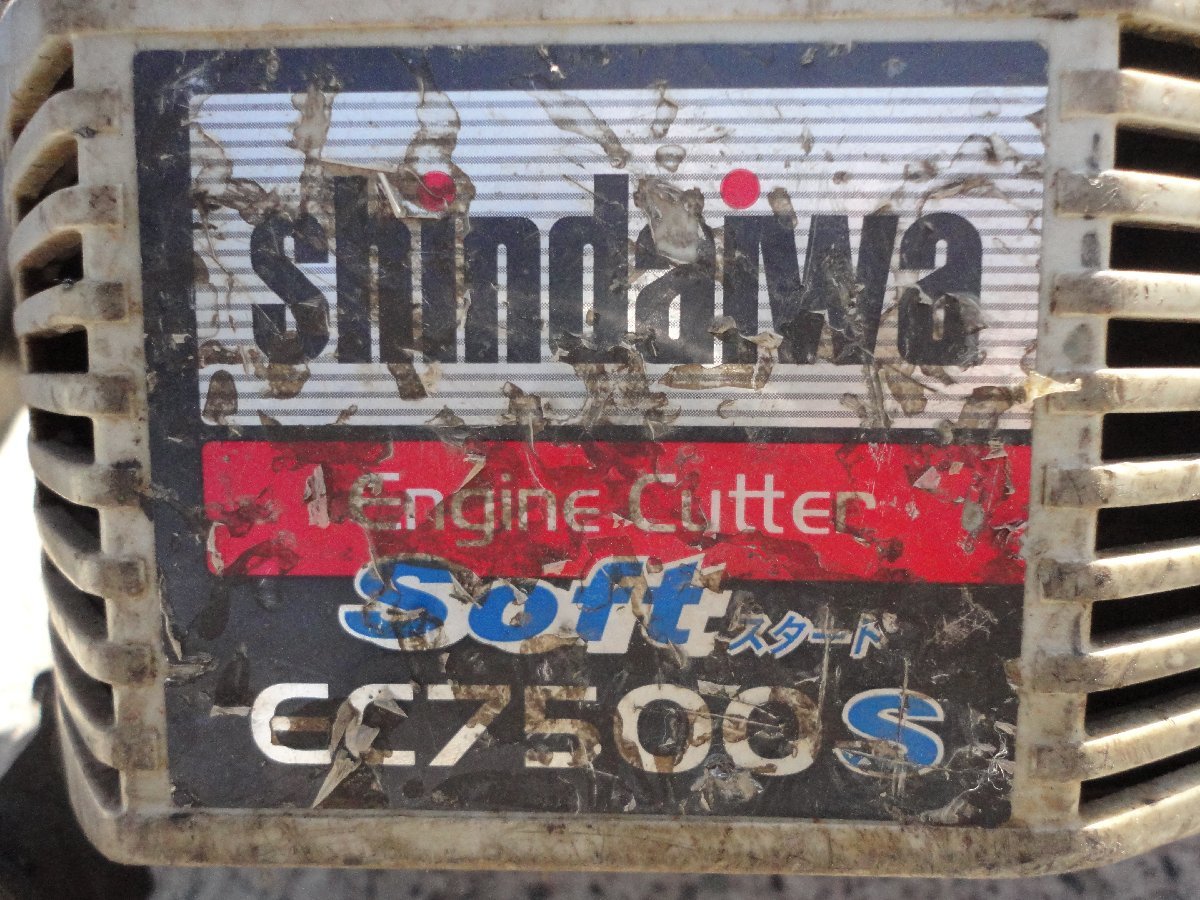 shindaiwa
Engine Cutter
Soft スタート
EC7500S